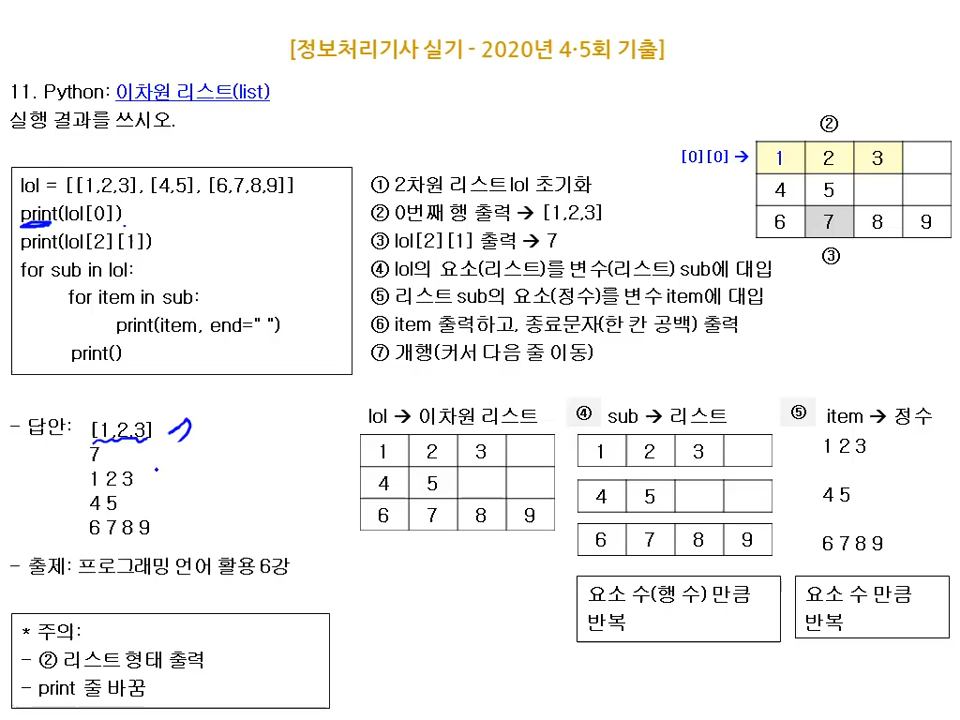 [정보처리기사 실기 - 2020년 4·5회 기출]
11. Python: 이차원 리스트(list)
실행 결과를 쓰시오.
lol = [[1,2,3], [4,5], [6,7,8,9]]
print(lol[0])
print(lol[2][1])
for sub in lol:
for item in sub:
print(item, end=" ")
print()
① 2차원 리스트 lol 초기화
② 0번째 행 출력 → [1,2,3]
③ lol[2][1] 출력 → 7
④ lol의 요소(리스트)를 변수(리스트) sub에 대입
⑤ 리스트 sub의 요소(정수)를 변수 item에 대입
⑥ item 출력하고, 종료문자(한 칸 공백) 출력
⑦ 개행(커서 다음 줄 이동)
②
[0][0] → 1 2 3
4 5
6 7 8 9
③
- 답안: [1,2,3]
7
1 2 3
4 5
6 7 8 9
- 출제: 프로그래밍 언어 활용 6강
* 주의:
- ② 리스트 형태 출력
- print 줄 바꿈
lol → 이차원 리스트
1 2 3
4 5
6 7 8 9
④ sub → 리스트
1 2 3
4 5
6 7 8 9
요소 수(행 수) 만큼
반복
⑤ item → 정수
1 2 3
4 5
6 7 8 9
요소 수 만큼
반복